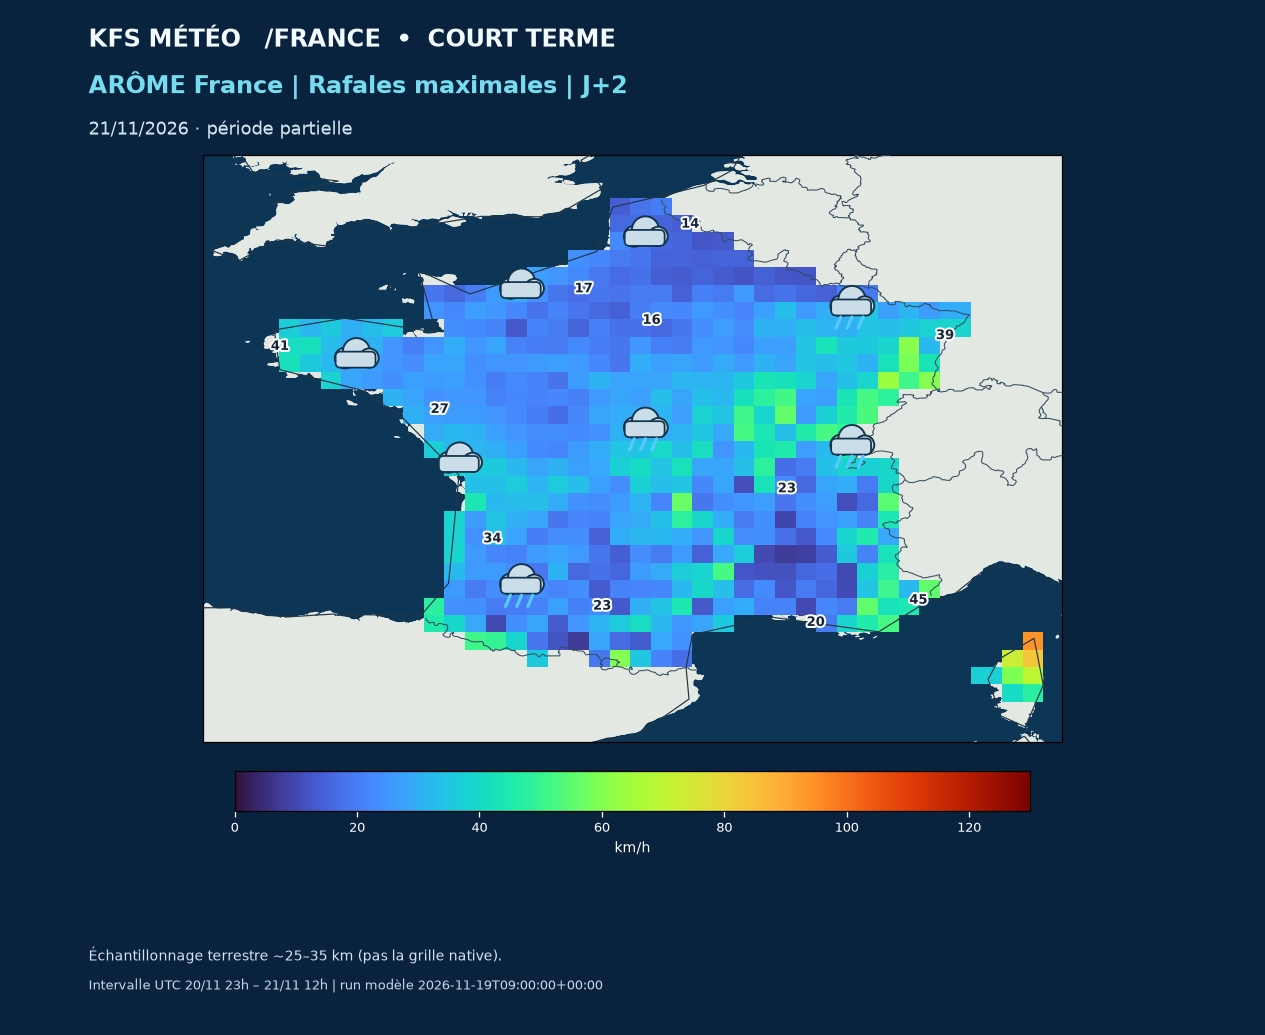 KFS MÉTÉO /FRANCE • COURT TERME
ARÔME France | Rafales maximales | J+2
21/11/2026 · période partielle
14
17
16
39
41
27
23
34
23
45
20
0 20 40 60 80 100 120
km/h
Échantillonnage terrestre ~25–35 km (pas la grille native).
Intervalle UTC 20/11 23h – 21/11 12h | run modèle 2026-11-19T09:00:00+00:00